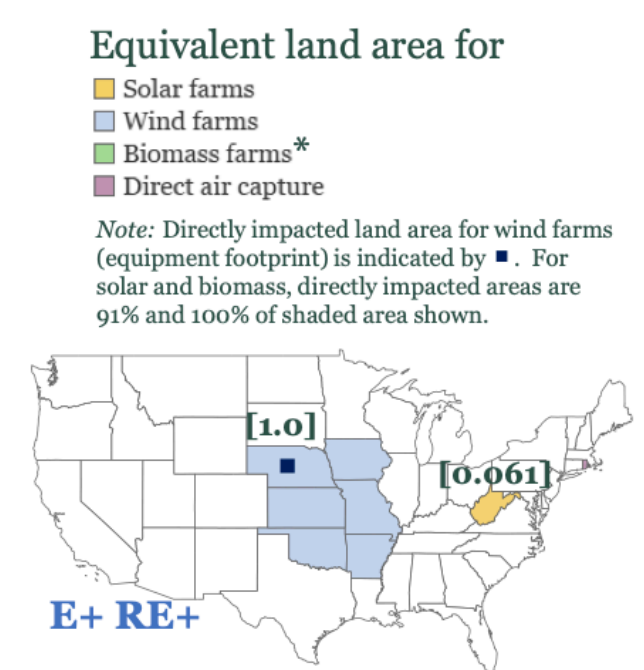 Equivalent land area for
Solar farms
Wind farms
Biomass farms*
Direct air capture
Note: Directly impacted land area for wind farms
(equipment footprint) is indicated by ■. For
solar and biomass, directly impacted areas are
91% and 100% of shaded area shown.
[1.0]
[0.061]
E+ RE+